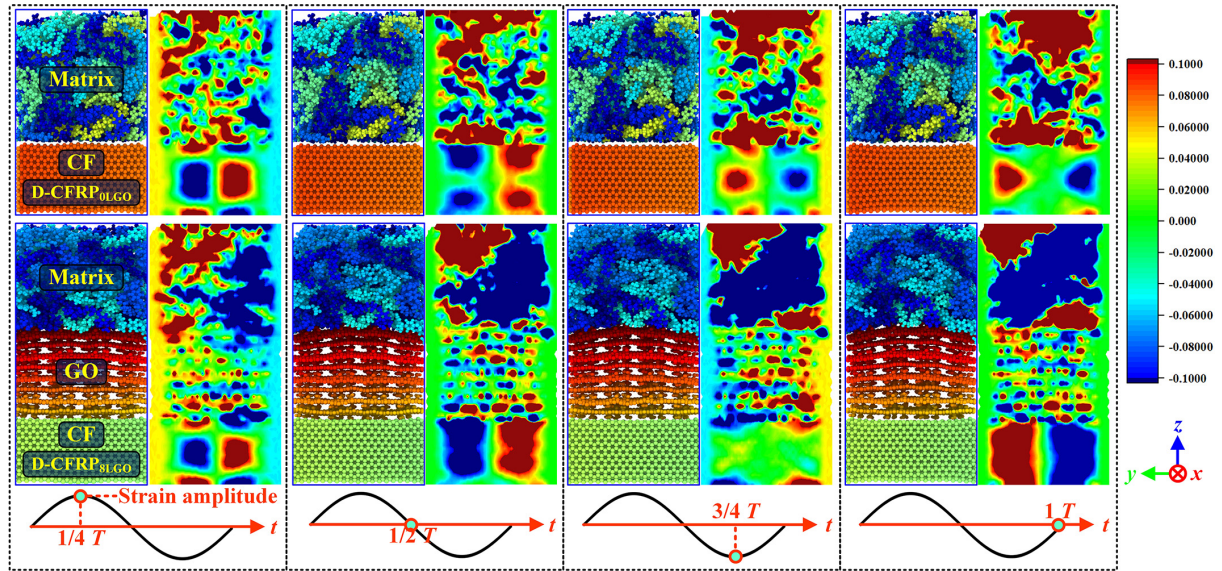 Matrix
CF
D-CFRP0LGO
Matrix
GO
CF
D-CFRP8LGO
Strain amplitude
t
1/4 T
t
1/2 T
3/4 T
t
1 T
t
0.1000
0.08000
0.06000
0.04000
0.02000
0.000
-0.02000
-0.04000
-0.06000
-0.08000
-0.1000
z
y
x